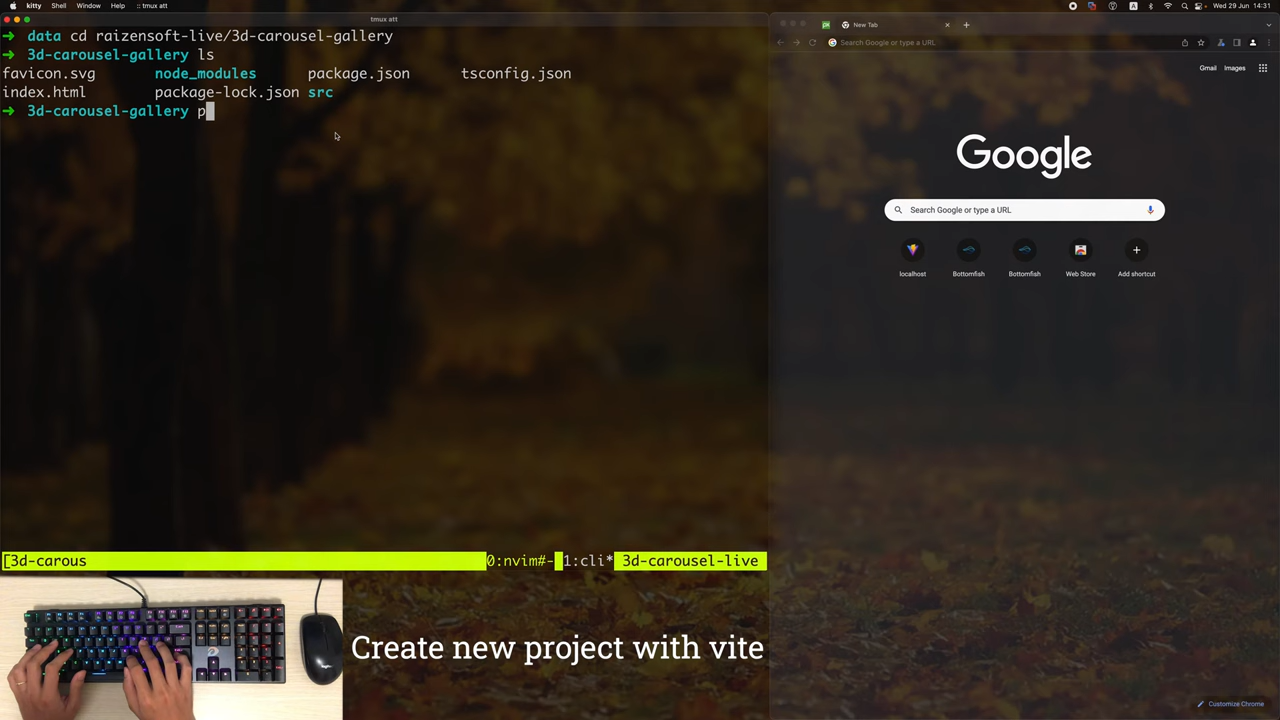 kitty Shell Window Help :: tmux att
Wed 29 Jun 14:31
tmux att
➜ data cd raizensoft-live/3d-carousel-gallery
➜ 3d-carousel-gallery ls
favicon.svg node_modules package.json tsconfig.json
index.html package-lock.json src
➜ 3d-carousel-gallery p
[3d-carous 0:nvim#- 1:cli* 3d-carousel-live
Create new project with vite
New Tab
Search Google or type a URL
Gmail Images
Google
Search Google or type a URL
localhost Bottomfish Bottomfish Web Store Add shortcut
Customize Chrome